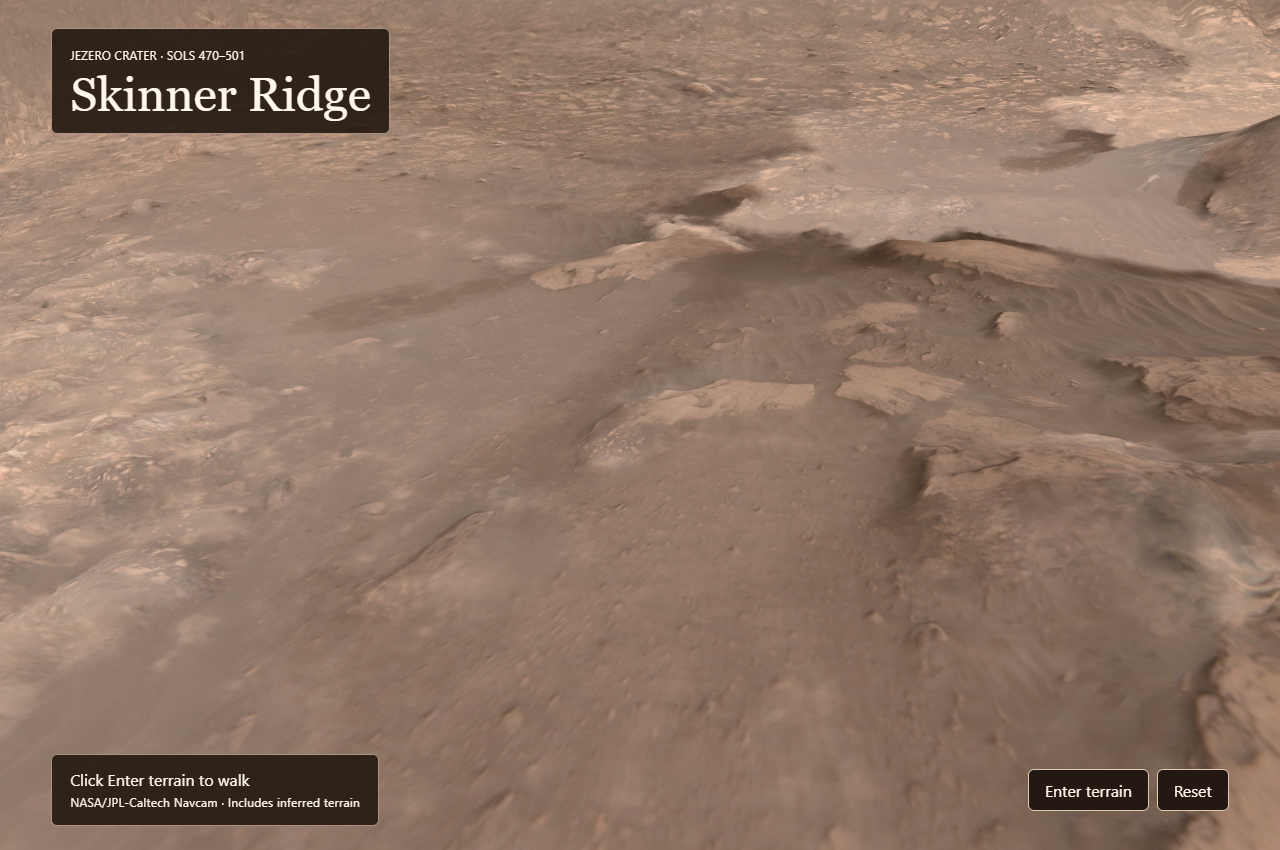 JEZERO CRATER · SOLS 470–501
Skinner Ridge
Click Enter terrain to walk
NASA/JPL-Caltech Navcam · Includes inferred terrain
Enter terrain
Reset